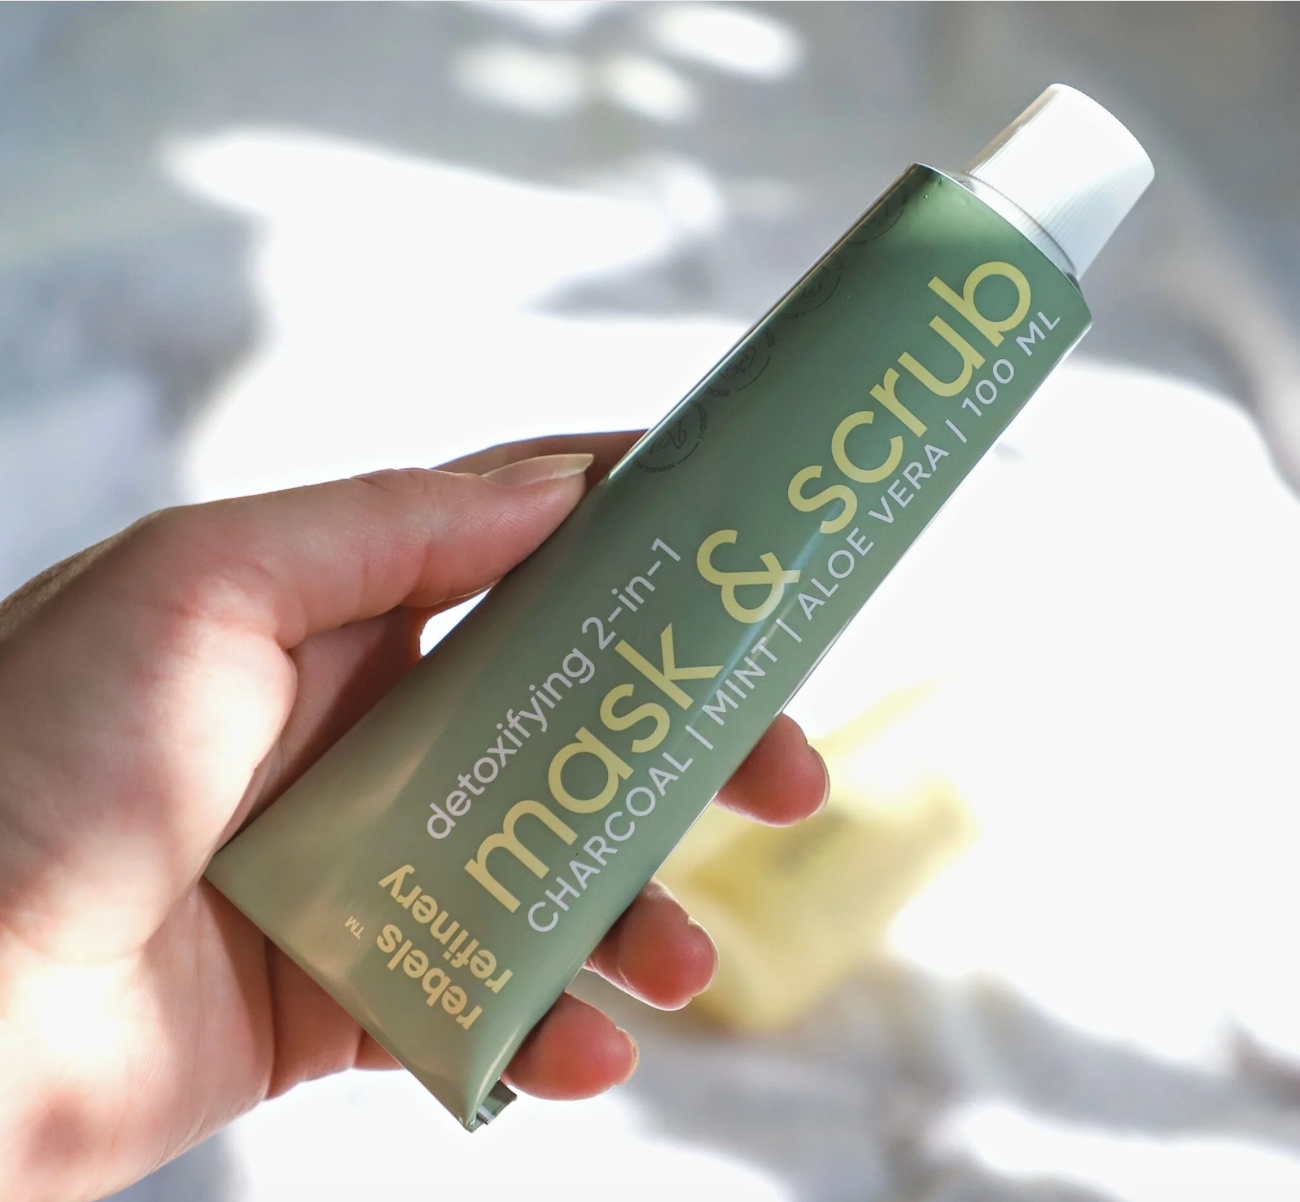 detoxifying 2-in-1
mask & scrub
CHARCOAL | MINT | ALOE VERA | 100 ML
rebels
refinery
TM